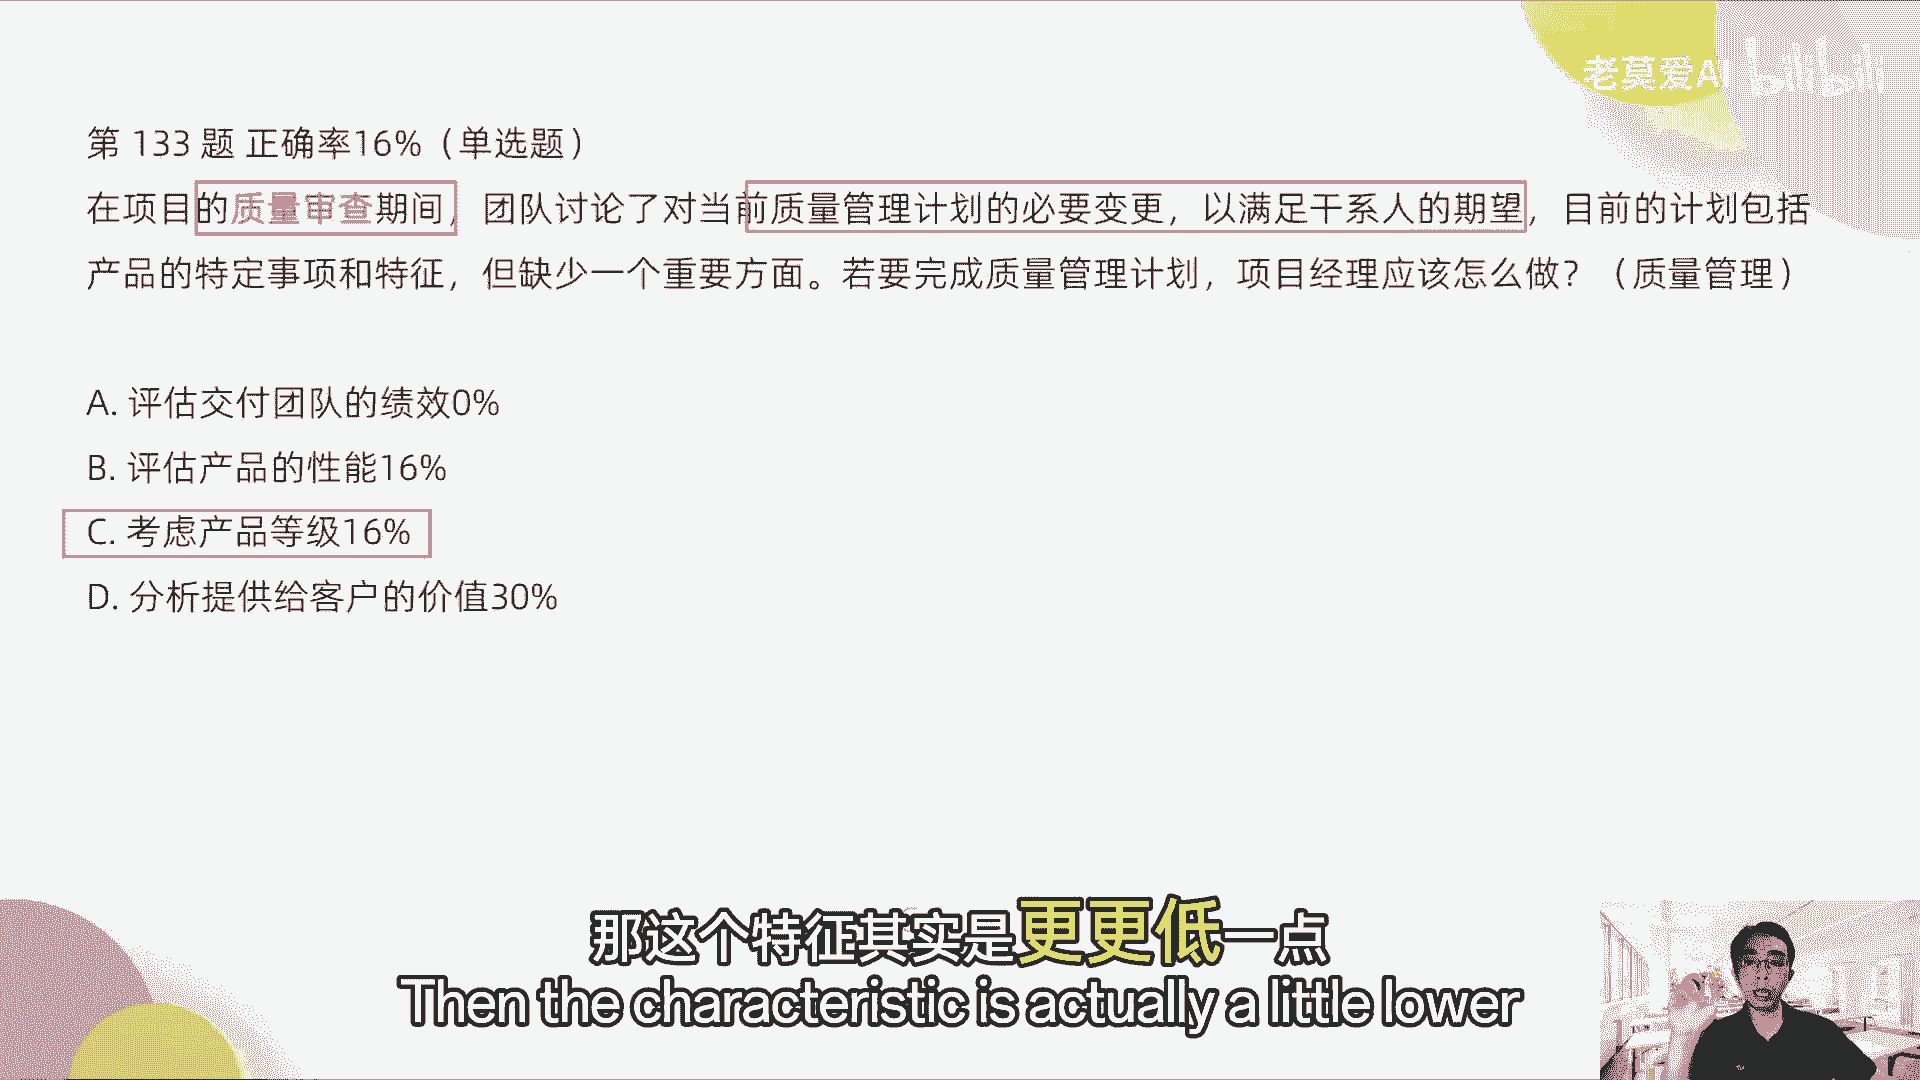 老莫爱AI bilibili
第 133 题 正确率16%（单选题）
在项目的质量审查期间，团队讨论了对当前质量管理计划的必要变更，以满足干系人的期望，目前的计划包括
产品的特定事项和特征，但缺少一个重要方面。若要完成质量管理计划，项目经理应该怎么做？（质量管理）
A. 评估交付团队的绩效0%
B. 评估产品的性能16%
C. 考虑产品等级16%
D. 分析提供给客户的价值30%
那这个特征其实是更更低一点
Then the characteristic is actually a little lower